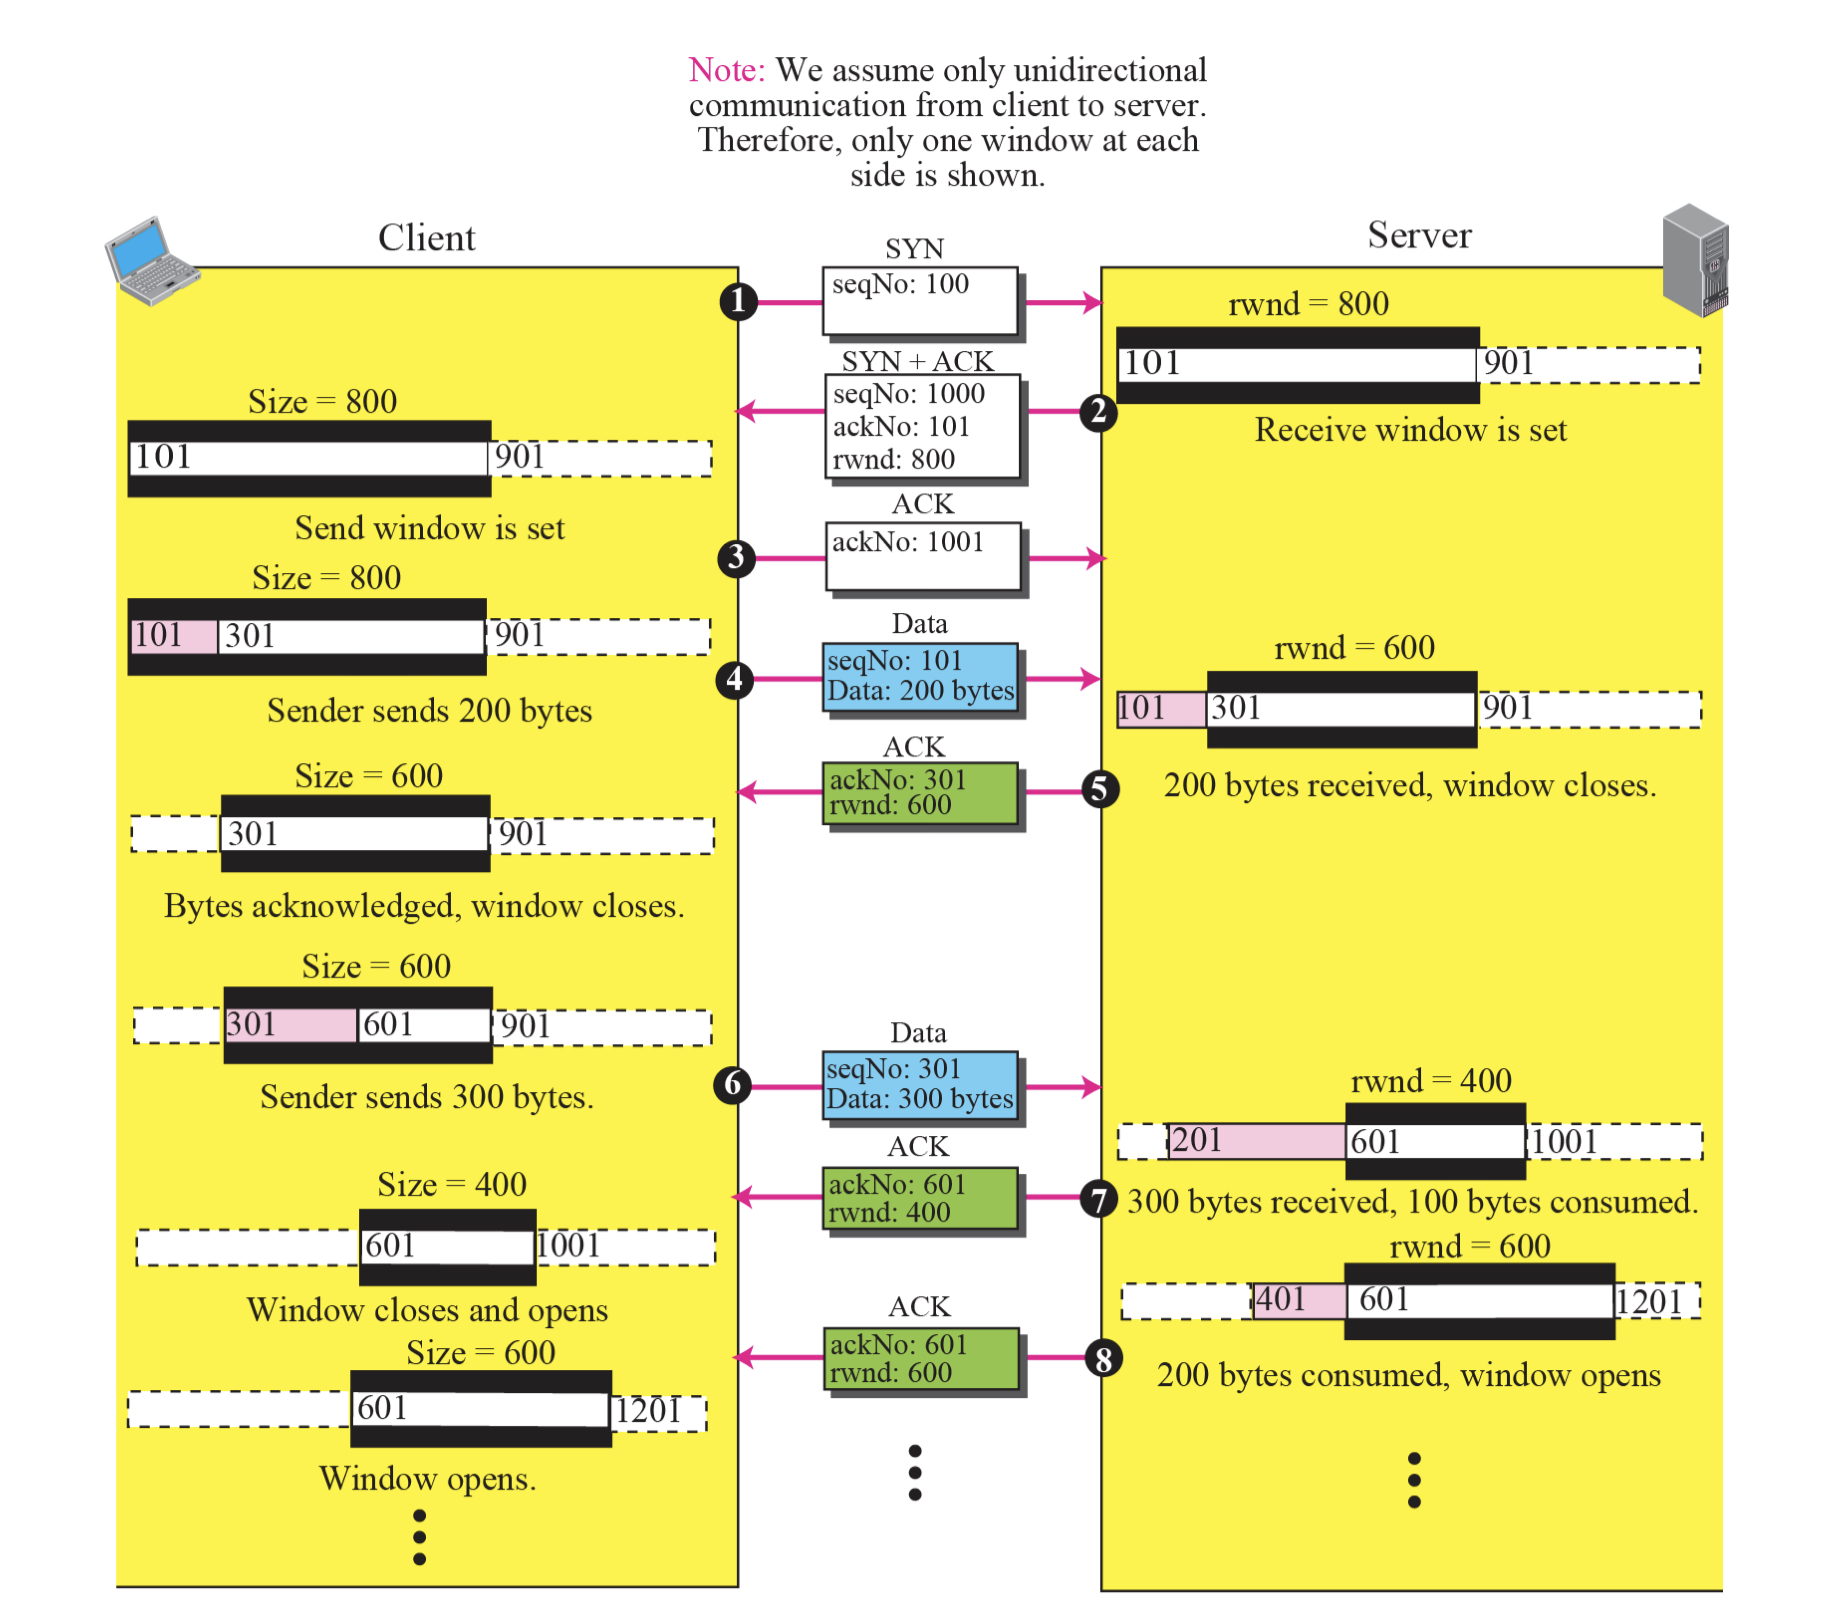 Note: We assume only unidirectional
communication from client to server.
Therefore, only one window at each
side is shown.
Client
Server
SYN
seqNo: 100
1
rwnd = 800
101
901
Receive window is set
SYN + ACK
seqNo: 1000
ackNo: 101
rwnd: 800
2
Size = 800
101
901
Send window is set
ACK
ackNo: 1001
3
Size = 800
101
301
901
Sender sends 200 bytes
4
Data
seqNo: 101
Data: 200 bytes
rwnd = 600
101
301
901
200 bytes received, window closes.
ACK
ackNo: 301
rwnd: 600
5
Size = 600
301
901
Bytes acknowledged, window closes.
Size = 600
301
601
901
Sender sends 300 bytes.
6
Data
seqNo: 301
Data: 300 bytes
rwnd = 400
201
601
1001
300 bytes received, 100 bytes consumed.
ACK
ackNo: 601
rwnd: 400
7
Size = 400
601
1001
Window closes and opens
rwnd = 600
401
601
1201
200 bytes consumed, window opens
ACK
ackNo: 601
rwnd: 600
8
Size = 600
601
1201
Window opens.